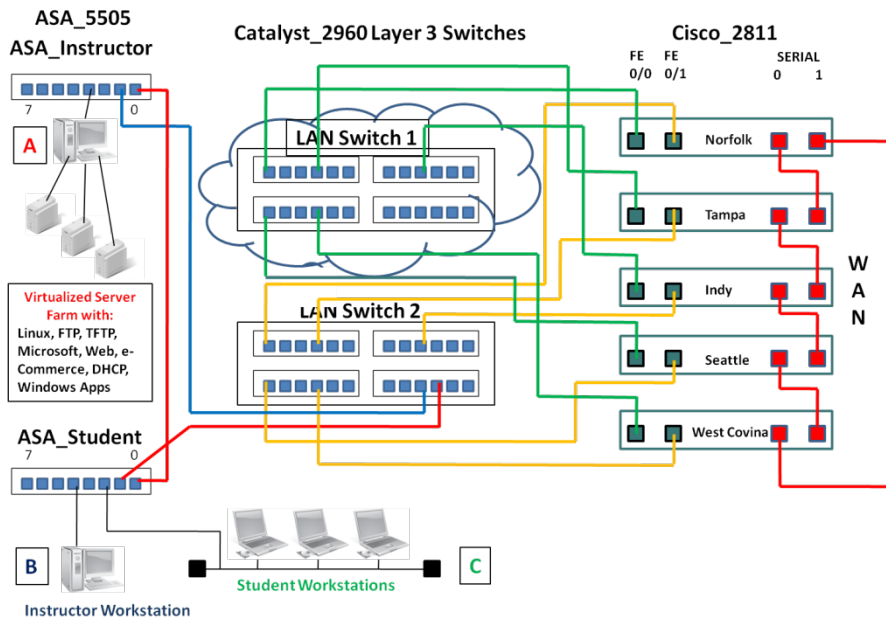 ASA_5505
ASA_Instructor
Catalyst_2960 Layer 3 Switches
Cisco_2811
FE
0/0
FE
0/1
SERIAL
0
1
7
0
A
LAN Switch 1
Norfolk
Tampa
Indy
Seattle
West Covina
W
A
N
Virtualized Server
Farm with:
Linux, FTP, TFTP,
Microsoft, Web, e-
Commerce, DHCP,
Windows Apps
LAN Switch 2
ASA_Student
7
0
B
C
Student Workstations
Instructor Workstation